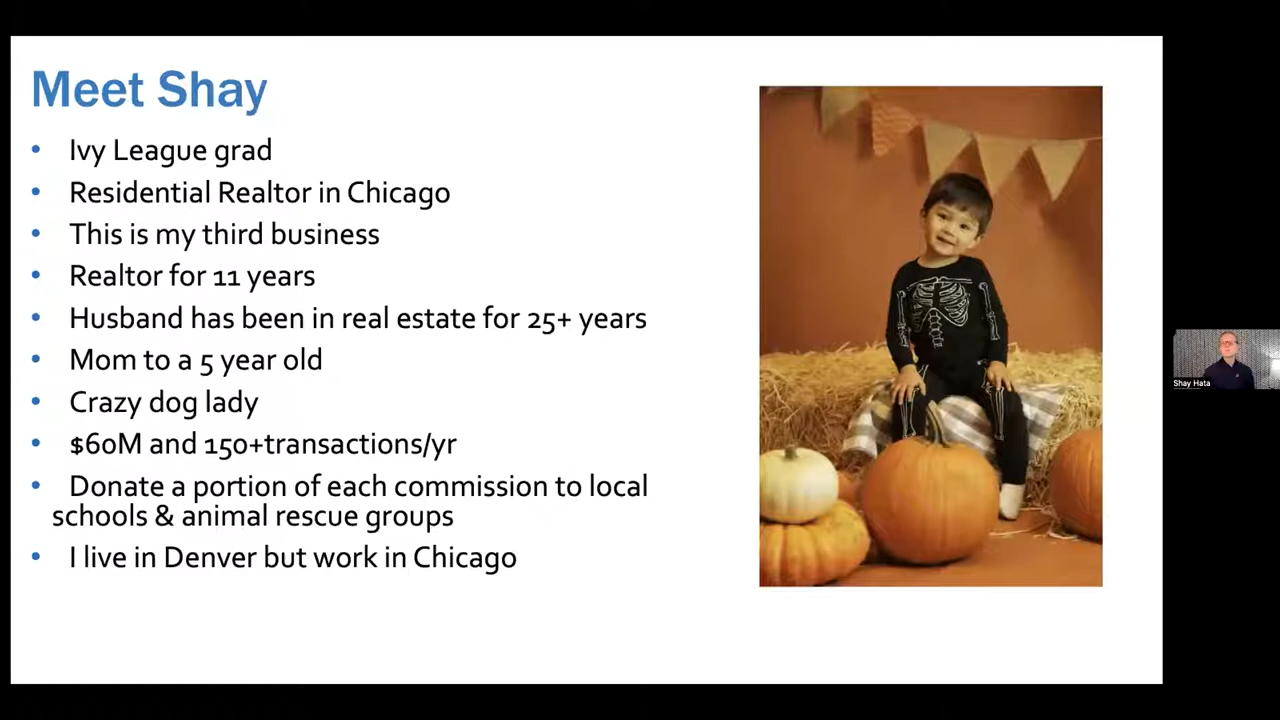 Meet Shay
• Ivy League grad
• Residential Realtor in Chicago
• This is my third business
• Realtor for 11 years
• Husband has been in real estate for 25+ years
• Mom to a 5 year old
• Crazy dog lady
• $60M and 150+transactions/yr
• Donate a portion of each commission to local
schools & animal rescue groups
• I live in Denver but work in Chicago
Shay Hata